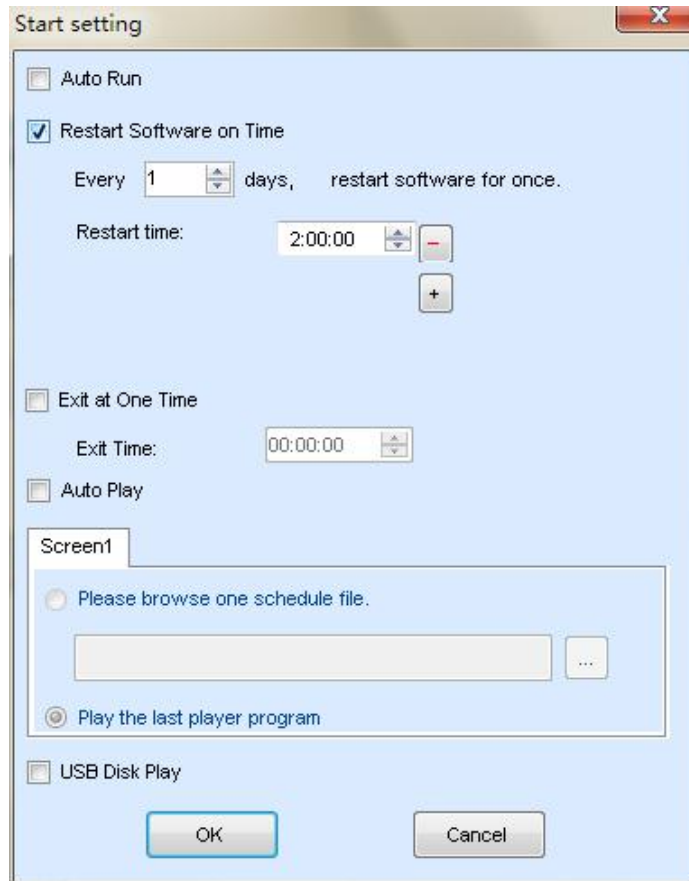 Start setting
Auto Run
Restart Software on Time
Every 1 days, restart software for once.
Restart time: 2:00:00 −
+
Exit at One Time
Exit Time: 00:00:00
Auto Play
Screen1
Please browse one schedule file.
...
Play the last player program
USB Disk Play
OK Cancel